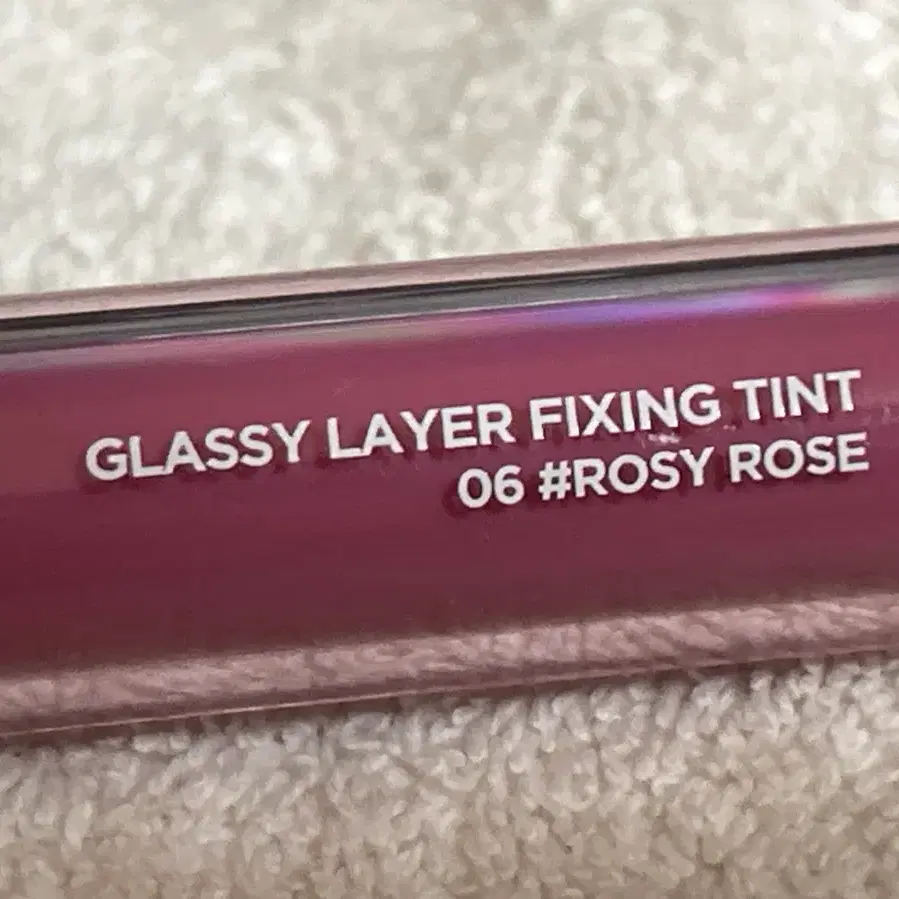 GLASSY LAYER FIXING TINT
06 #ROSY ROSE